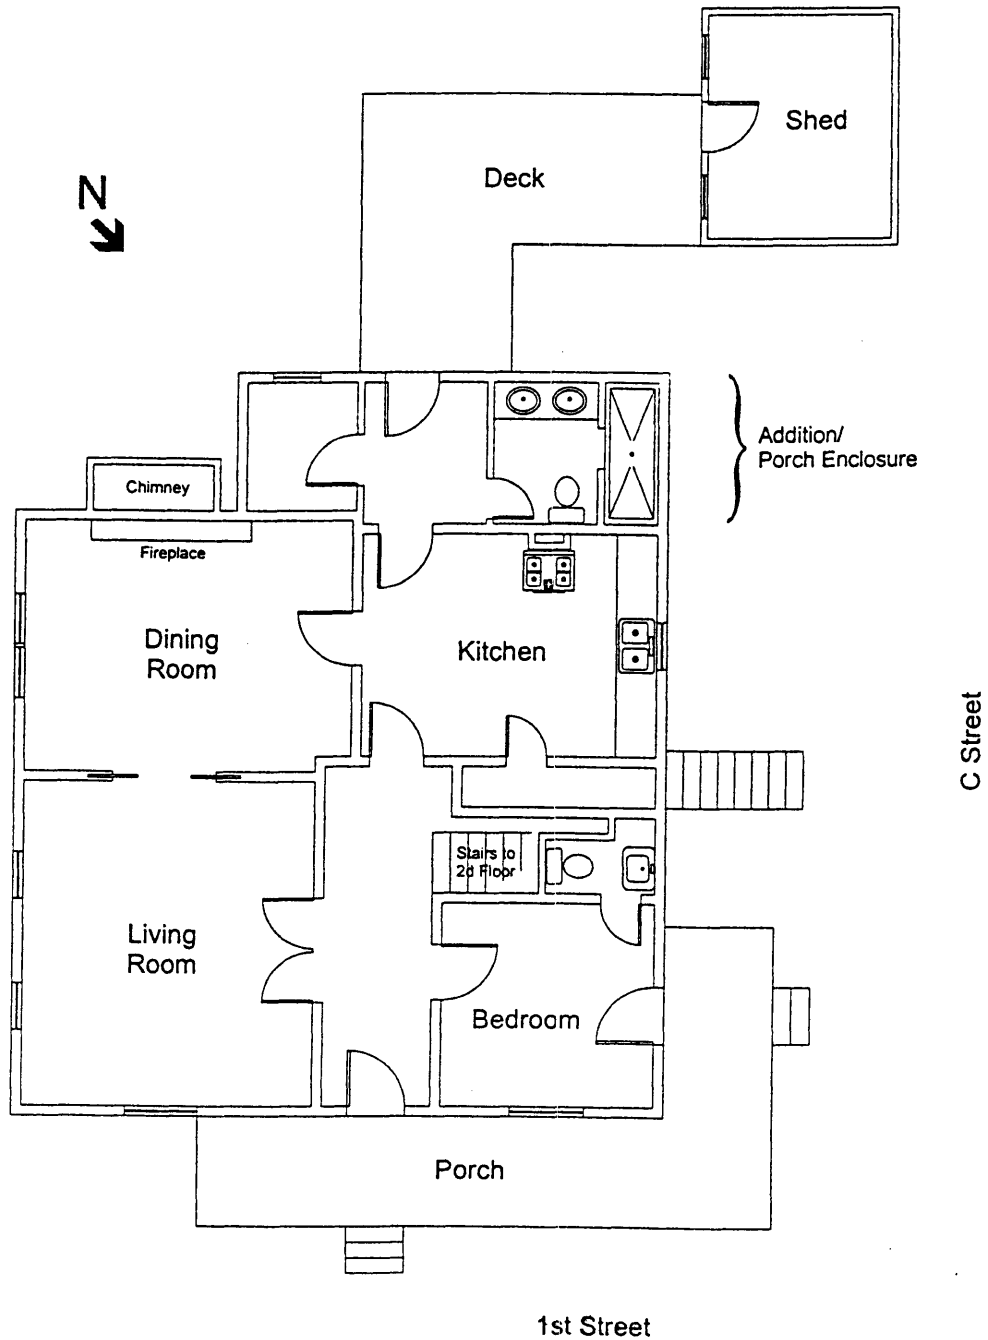 Shed
Deck
N
Addition/
Porch Enclosure
Chimney
Fireplace
Dining
Room
Kitchen
C Street
Stairs to
2d Floor
Living
Room
Bedroom
Porch
1st Street